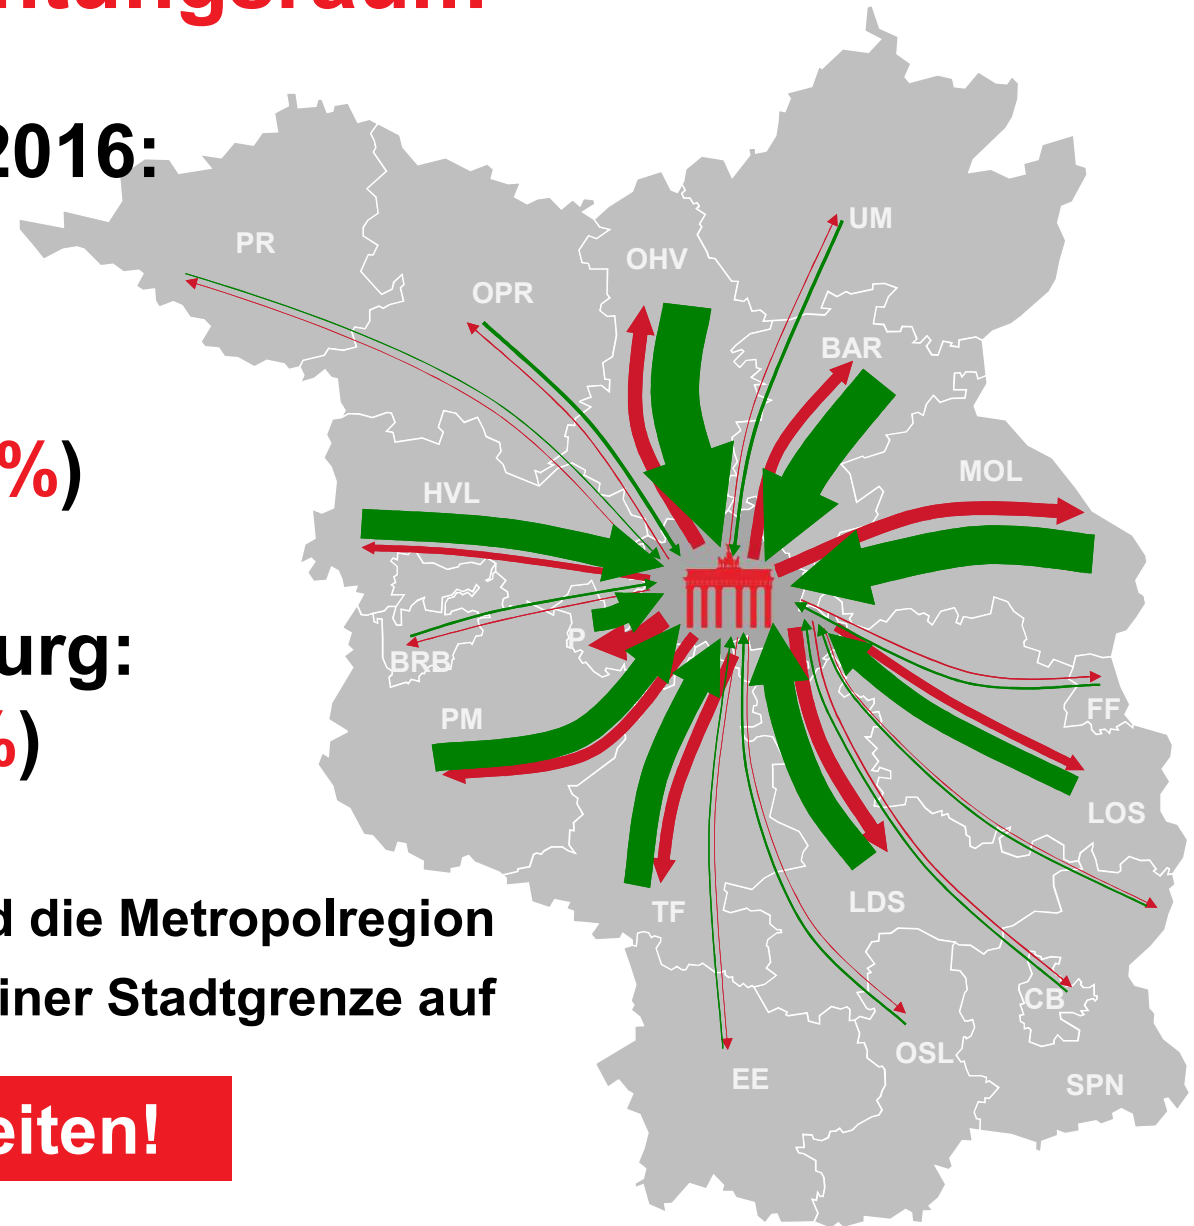 2016:
%)
urg:
%)
d die Metropolregion
iner Stadtgrenze auf
eiten!
PR
OPR
OHV
UM
BAR
MOL
HVL
P
BRB
PM
FF
LOS
TF
LDS
CB
OSL
EE
SPN